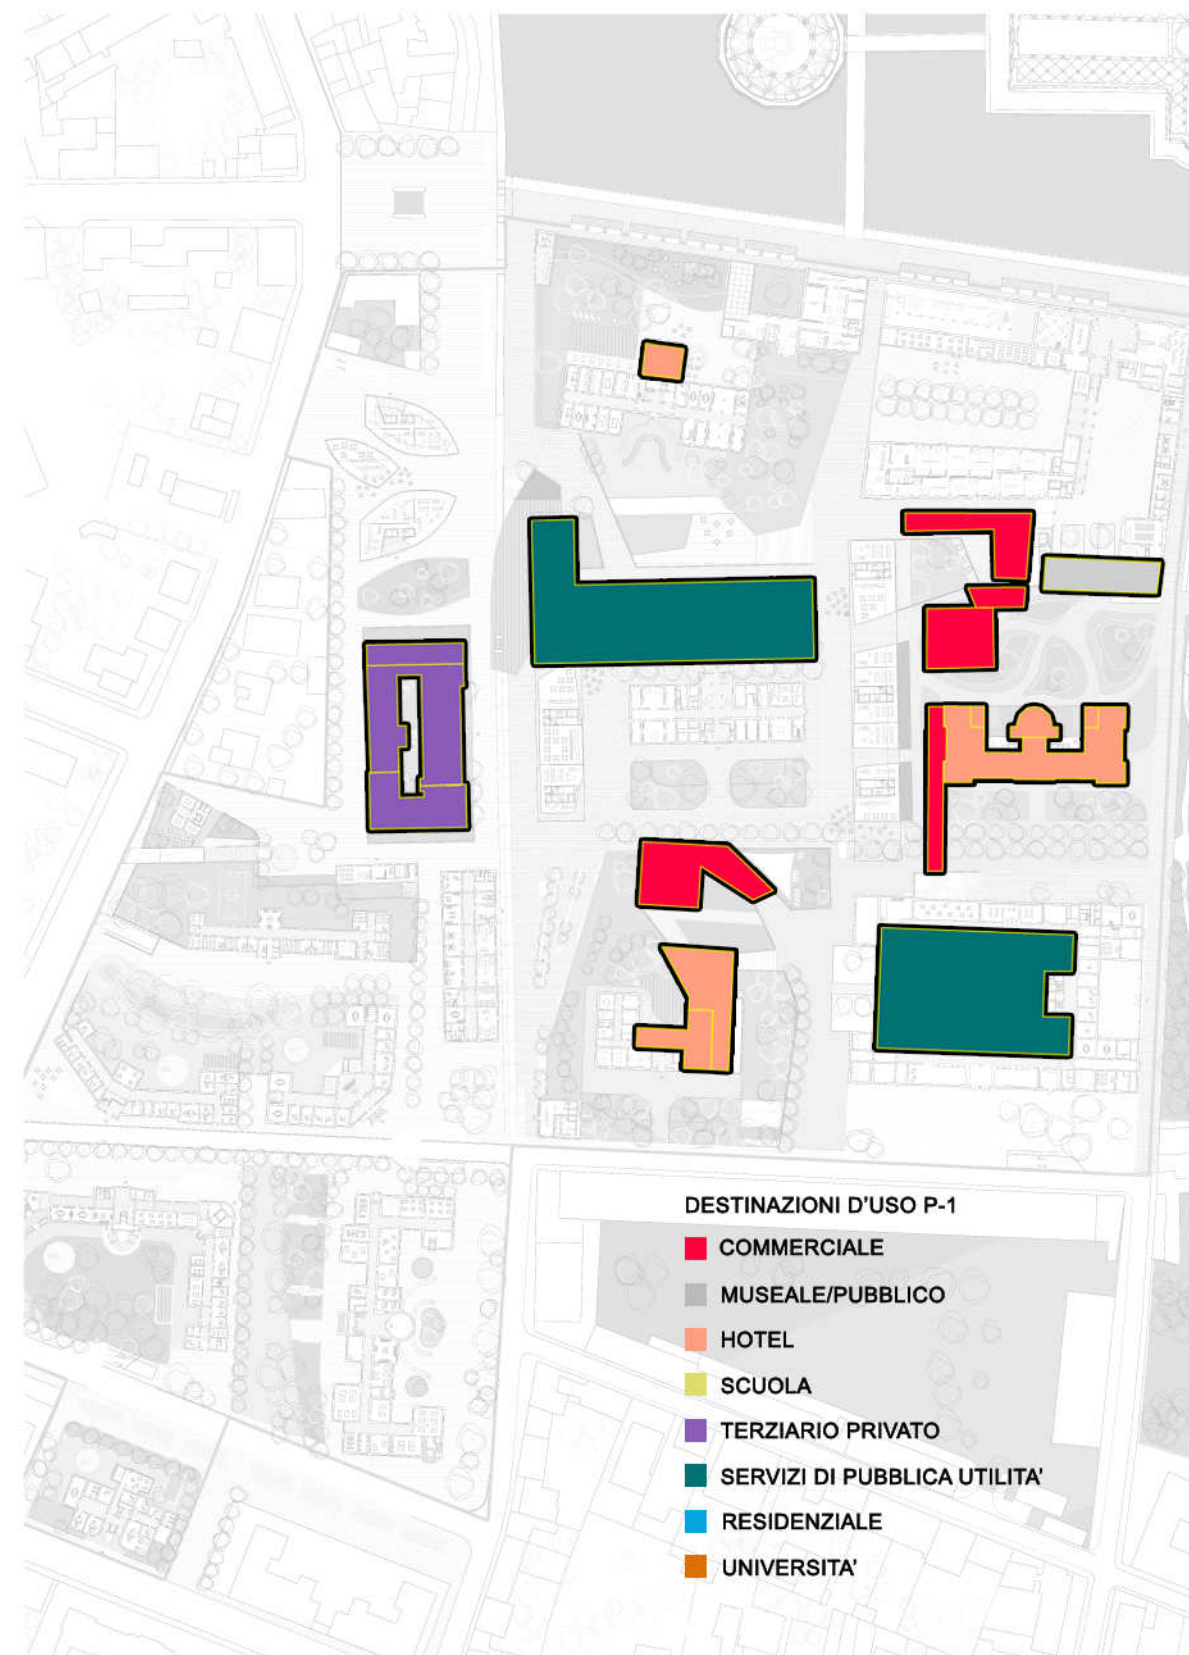 DESTINAZIONI D'USO P-1
COMMERCIALE
MUSEALE/PUBBLICO
HOTEL
SCUOLA
TERZIARIO PRIVATO
SERVIZI DI PUBBLICA UTILITA'
RESIDENZIALE
UNIVERSITA'